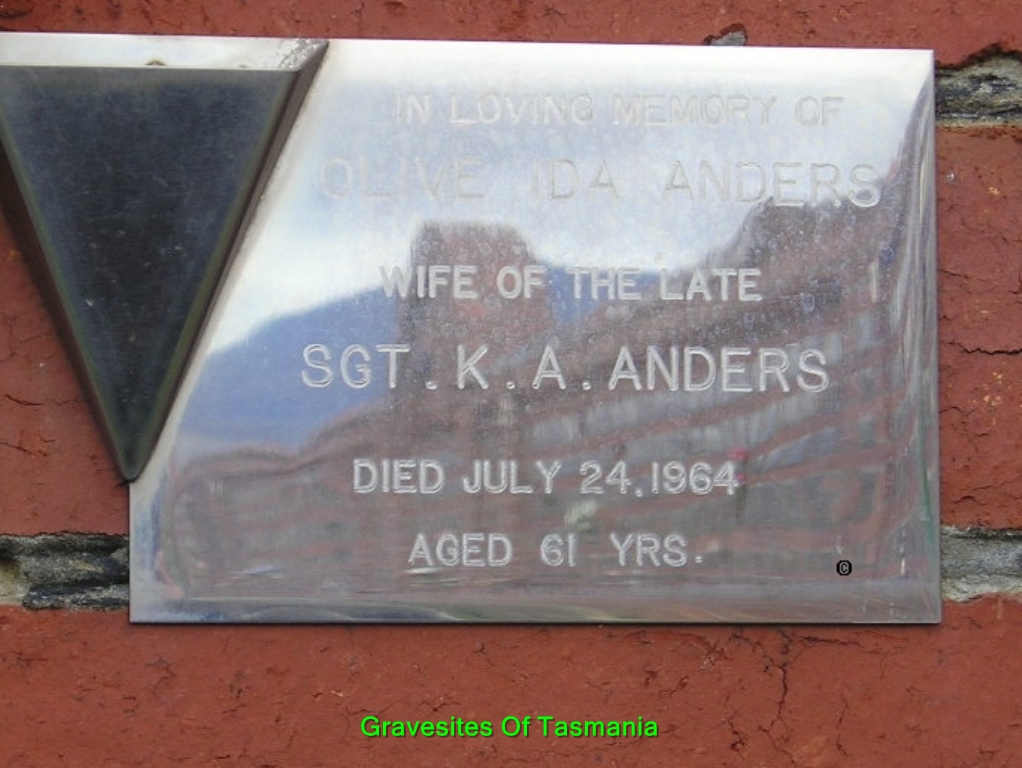 IN LOVING MEMORY OF
OLIVE IDA ANDERS
WIFE OF THE LATE
SGT. K. A. ANDERS
DIED JULY 24, 1964
AGED 61 YRS.
©
Gravesites Of Tasmania